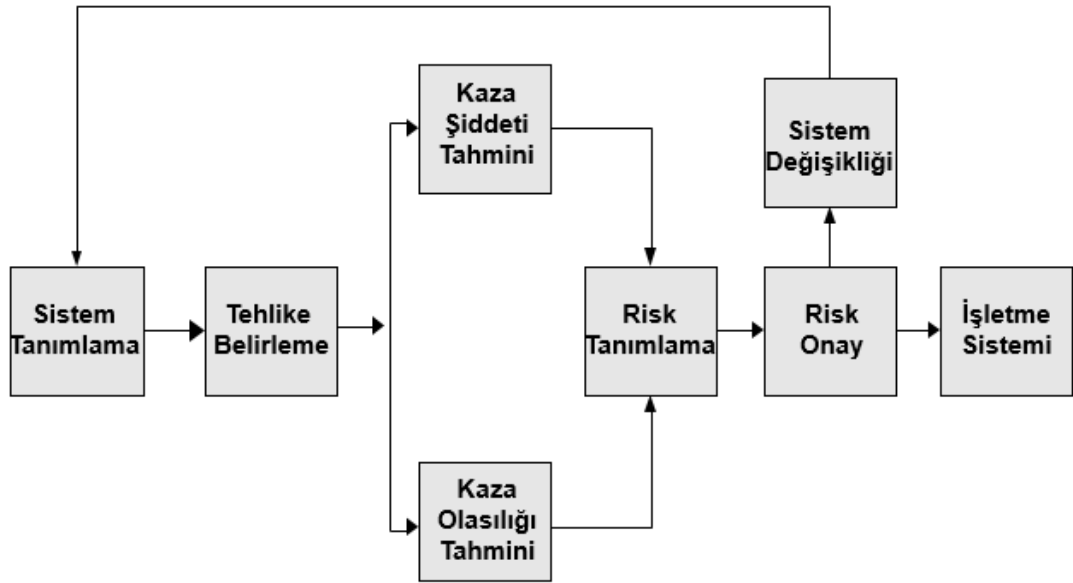 Kaza
Şiddeti
Tahmini
Sistem
Değişikliği
Sistem
Tanımlama
Tehlike
Belirleme
Risk
Tanımlama
Risk
Onay
İşletme
Sistemi
Kaza
Olasılığı
Tahmini